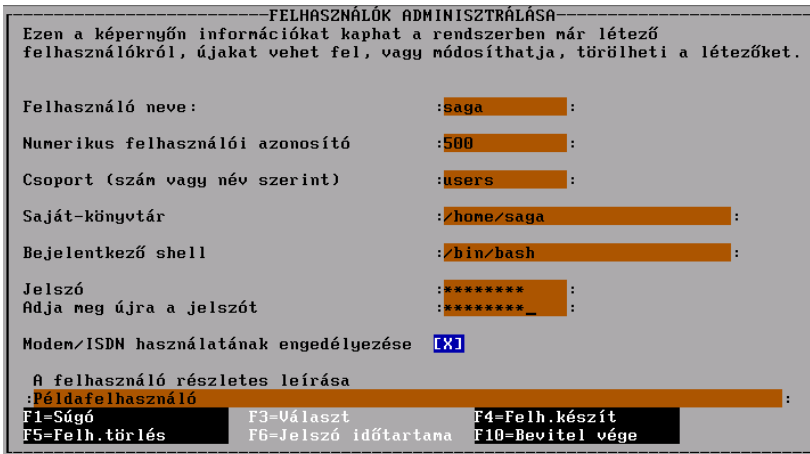 FELHASZNÁLÓK ADMINISZTRÁLÁSA
Ezen a képernyőn információkat kaphat a rendszerben már létező
felhasználókról, újakat vehet fel, vagy módosíthatja, törölheti a létezőket.
Felhasználó neve: :saga :
Numerikus felhasználói azonosító :500 :
Csoport (szám vagy név szerint) :users :
Saját-könyvtár :/home/saga :
Bejelentkező shell :/bin/bash :
Jelszó :******** :
Adja meg újra a jelszót :********_ :
Modem/ISDN használatának engedélyezése [X]
A felhasználó részletes leírása
:Példafelhasználó :
F1=Súgó F3=Választ F4=Felh.készít
F5=Felh.törlés F6=Jelszó időtartama F10=Bevitel vége